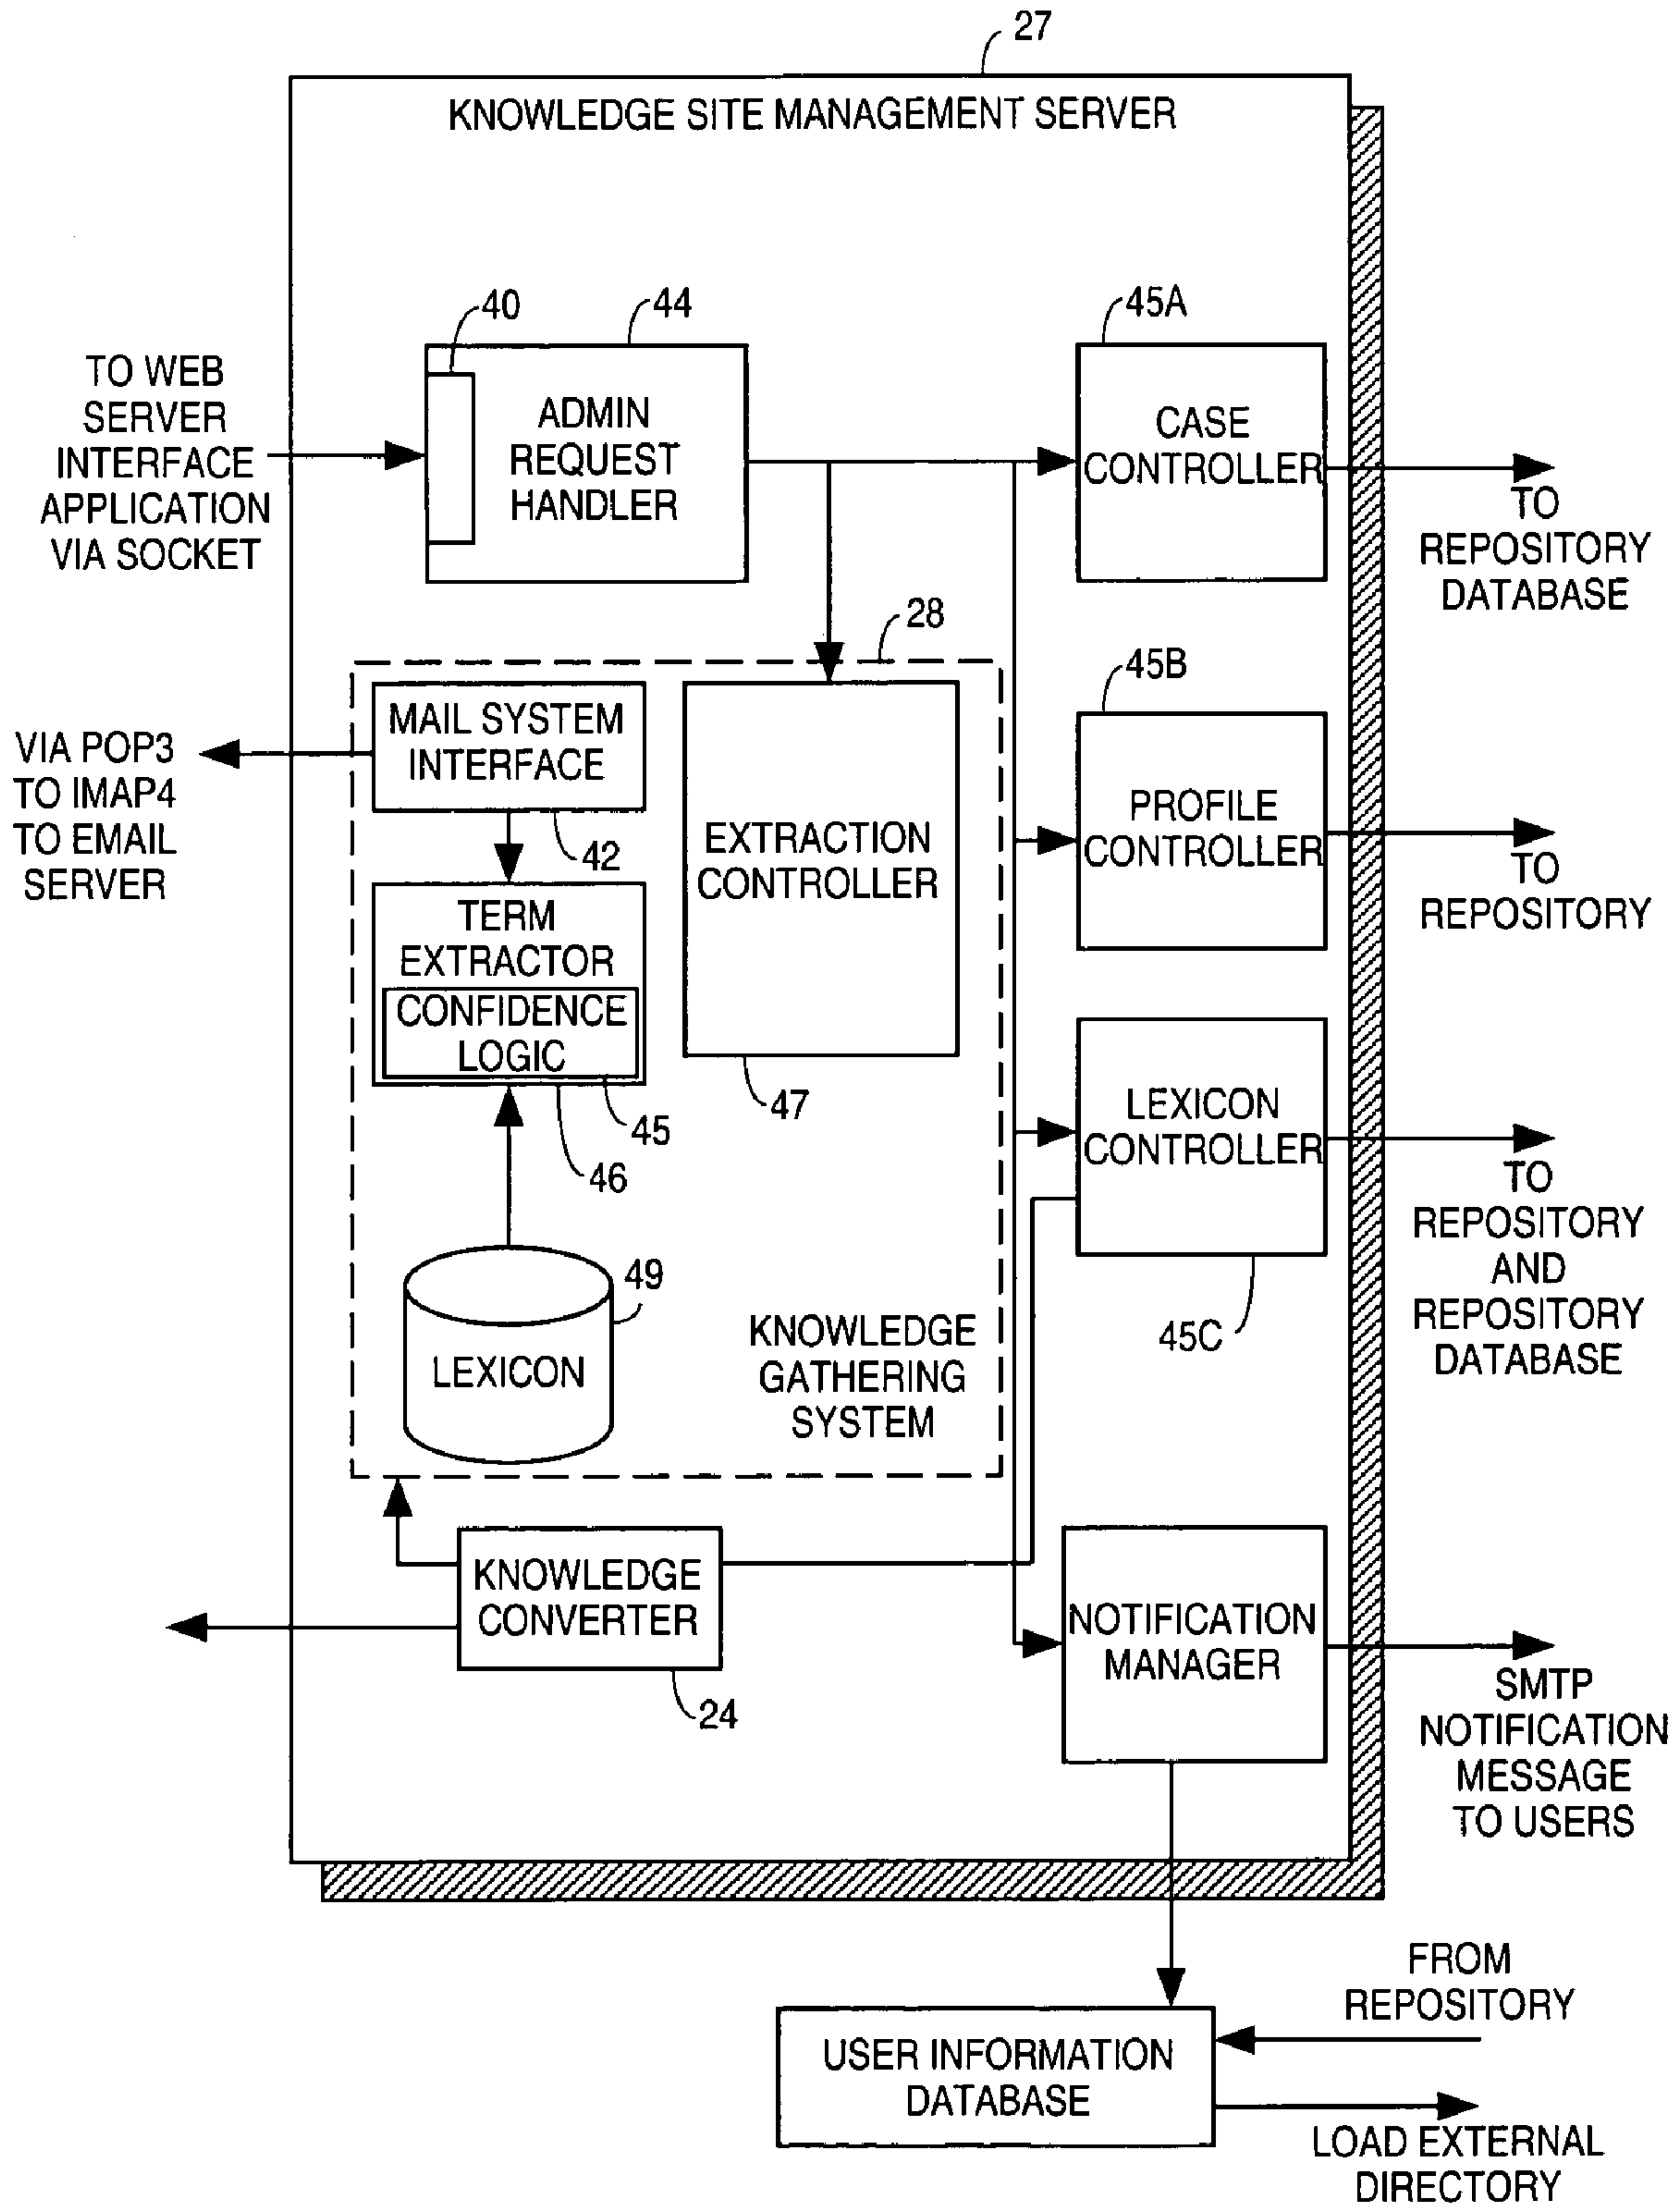 27
KNOWLEDGE SITE MANAGEMENT SERVER
40
44
45A
TO WEB
SERVER
INTERFACE
APPLICATION
VIA SOCKET
ADMIN
REQUEST
HANDLER
CASE
CONTROLLER
TO
REPOSITORY
DATABASE
28
45B
MAIL SYSTEM
INTERFACE
42
VIA POP3
TO IMAP4
TO EMAIL
SERVER
EXTRACTION
CONTROLLER
47
PROFILE
CONTROLLER
TO
REPOSITORY
TERM
EXTRACTOR
CONFIDENCE
LOGIC
45
46
LEXICON
CONTROLLER
45C
TO
REPOSITORY
AND
REPOSITORY
DATABASE
49
LEXICON
KNOWLEDGE
GATHERING
SYSTEM
KNOWLEDGE
CONVERTER
24
NOTIFICATION
MANAGER
SMTP
NOTIFICATION
MESSAGE
TO USERS
FROM
REPOSITORY
USER INFORMATION
DATABASE
LOAD EXTERNAL
DIRECTORY